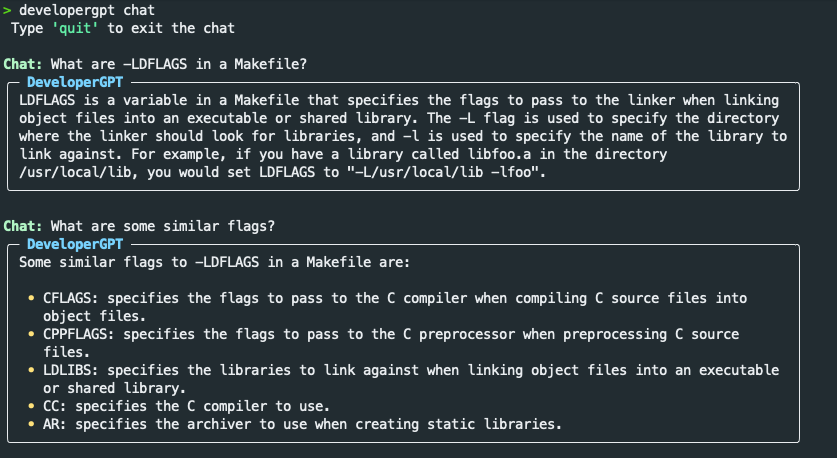 > developergpt chat
Type 'quit' to exit the chat
Chat: What are -LDFLAGS in a Makefile?
DeveloperGPT
LDFLAGS is a variable in a Makefile that specifies the flags to pass to the linker when linking
object files into an executable or shared library. The -L flag is used to specify the directory
where the linker should look for libraries, and -l is used to specify the name of the library to
link against. For example, if you have a library called libfoo.a in the directory
/usr/local/lib, you would set LDFLAGS to "-L/usr/local/lib -lfoo".
Chat: What are some similar flags?
DeveloperGPT
Some similar flags to -LDFLAGS in a Makefile are:
• CFLAGS: specifies the flags to pass to the C compiler when compiling C source files into
object files.
• CPPFLAGS: specifies the flags to pass to the C preprocessor when preprocessing C source
files.
• LDLIBS: specifies the libraries to link against when linking object files into an executable
or shared library.
• CC: specifies the C compiler to use.
• AR: specifies the archiver to use when creating static libraries.